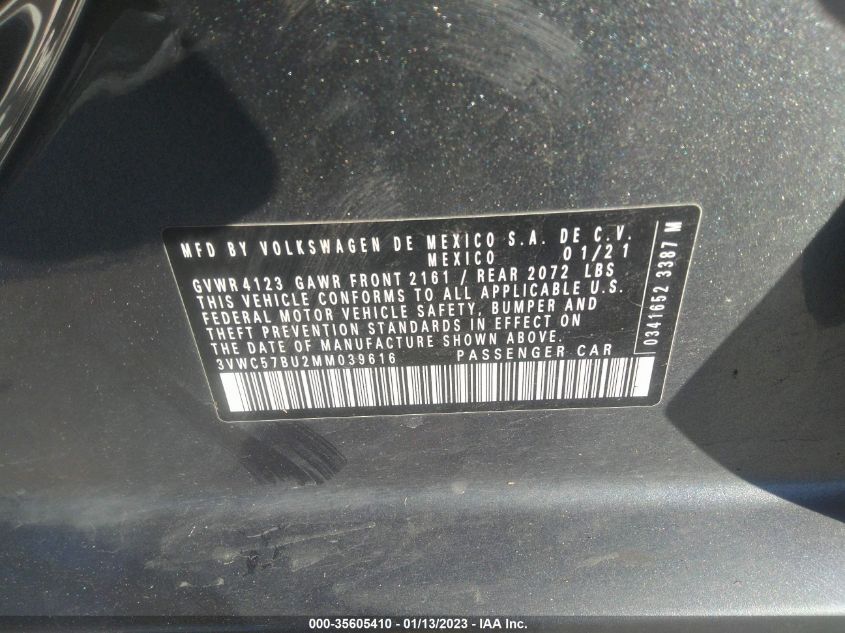 MFD BY VOLKSWAGEN DE MEXICO S.A. DE C.V.
MEXICO 01/21
GVWR 4123 GAWR FRONT 2161 / REAR 2072 LBS
THIS VEHICLE CONFORMS TO ALL APPLICABLE U.S.
FEDERAL MOTOR VEHICLE SAFETY, BUMPER AND
THEFT PREVENTION STANDARDS IN EFFECT ON
THE DATE OF MANUFACTURE SHOWN ABOVE.
3VWC57BU2MM039616 PASSENGER CAR
0341652 3387 M
000-35605410 - 01/13/2023 - IAA Inc.